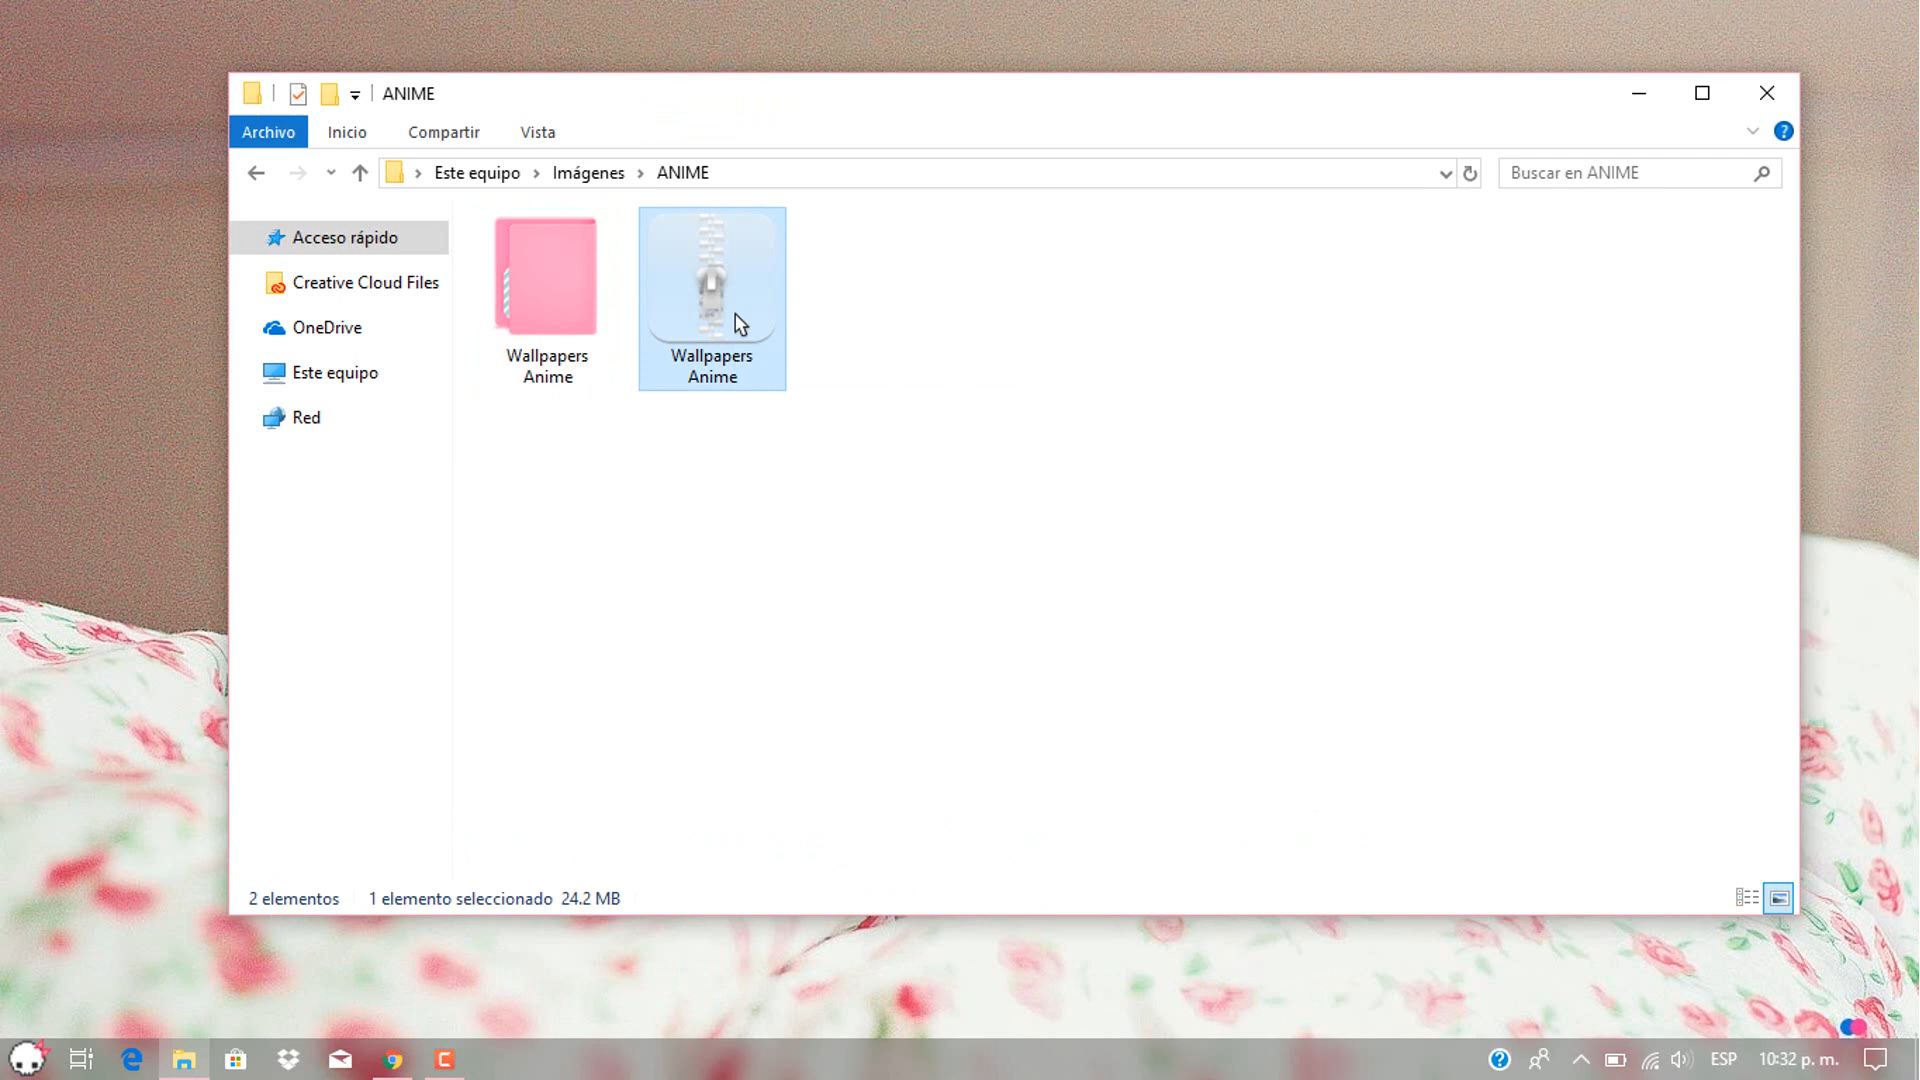 ANIME
Archivo Inicio Compartir Vista
?
Este equipo Imágenes ANIME
Buscar en ANIME
Acceso rápido
Creative Cloud Files
OneDrive
Este equipo
Red
Wallpapers
Anime
Wallpapers
Anime
2 elementos 1 elemento seleccionado 24.2 MB
? ESP 10:32 p. m.